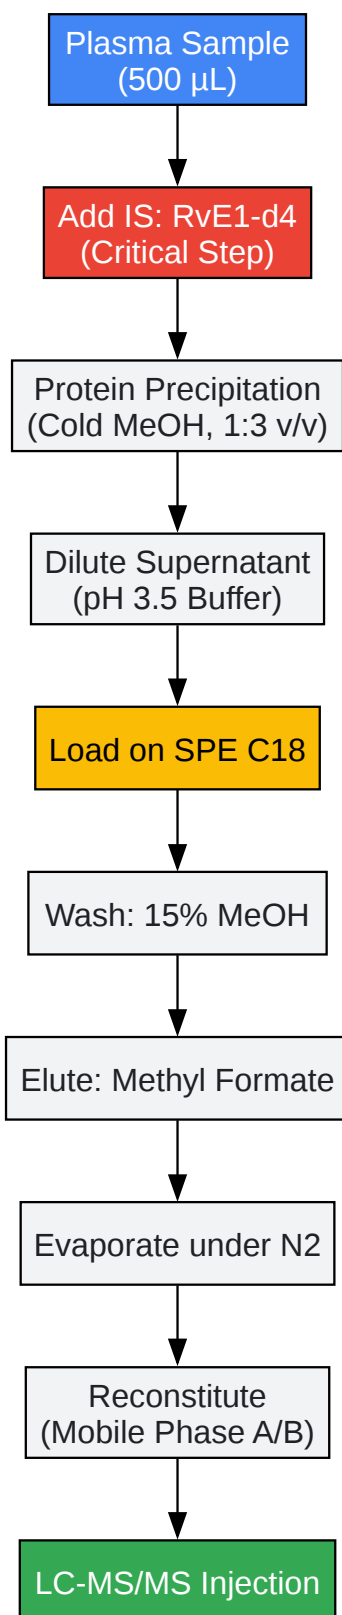 Plasma Sample
(500 µL)
Add IS: RvE1-d4
(Critical Step)
Protein Precipitation
(Cold MeOH, 1:3 v/v)
Dilute Supernatant
(pH 3.5 Buffer)
Load on SPE C18
Wash: 15% MeOH
Elute: Methyl Formate
Evaporate under N2
Reconstitute
(Mobile Phase A/B)
LC-MS/MS Injection